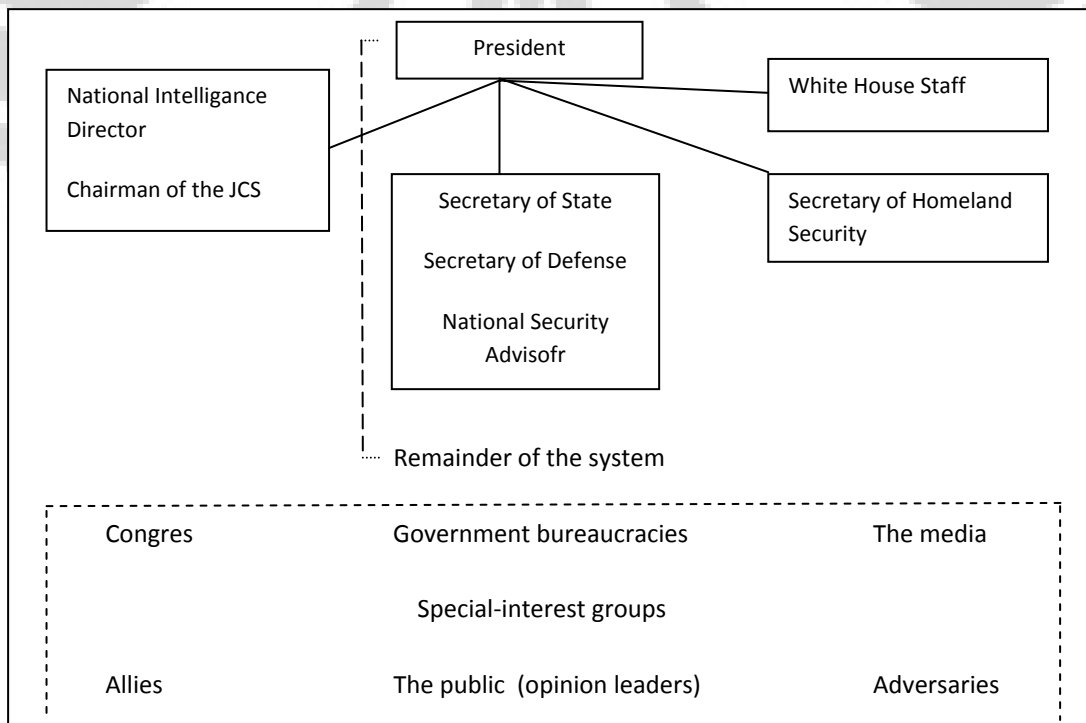 President
National Intelligance
Director
Chairman of the JCS
White House Staff
Secretary of State
Secretary of Defense
National Security
Advisofr
Secretary of Homeland
Security
Remainder of the system
Congres
Government bureaucracies
The media
Special-interest groups
Allies
The public (opinion leaders)
Adversaries